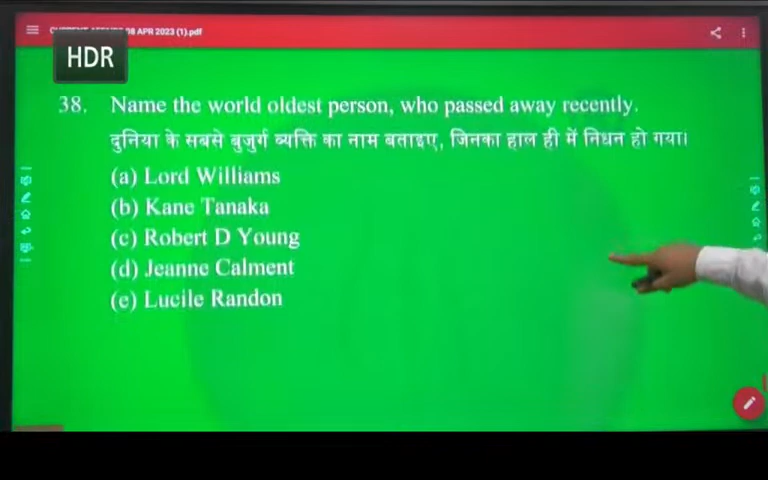 08 APR 2023 (1).pdf
HDR
38. Name the world oldest person, who passed away recently.
दुनिया के सबसे बुजुर्ग व्यक्ति का नाम बताइए, जिनका हाल ही में निधन हो गया।
(a) Lord Williams
(b) Kane Tanaka
(c) Robert D Young
(d) Jeanne Calment
(e) Lucile Randon